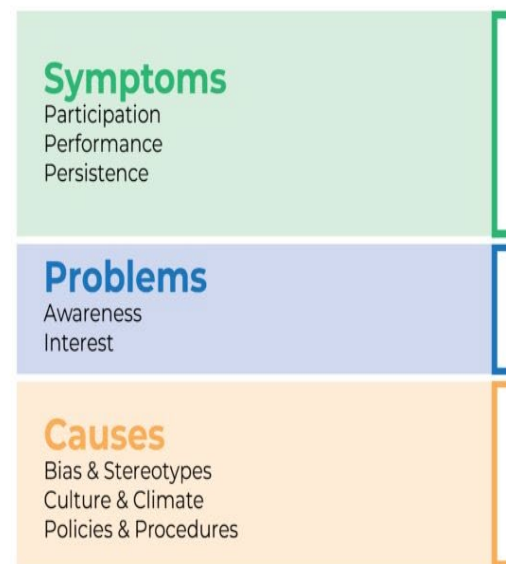 Symptoms
Participation
Performance
Persistence
Problems
Awareness
Interest
Causes
Bias & Stereotypes
Culture & Climate
Policies & Procedures